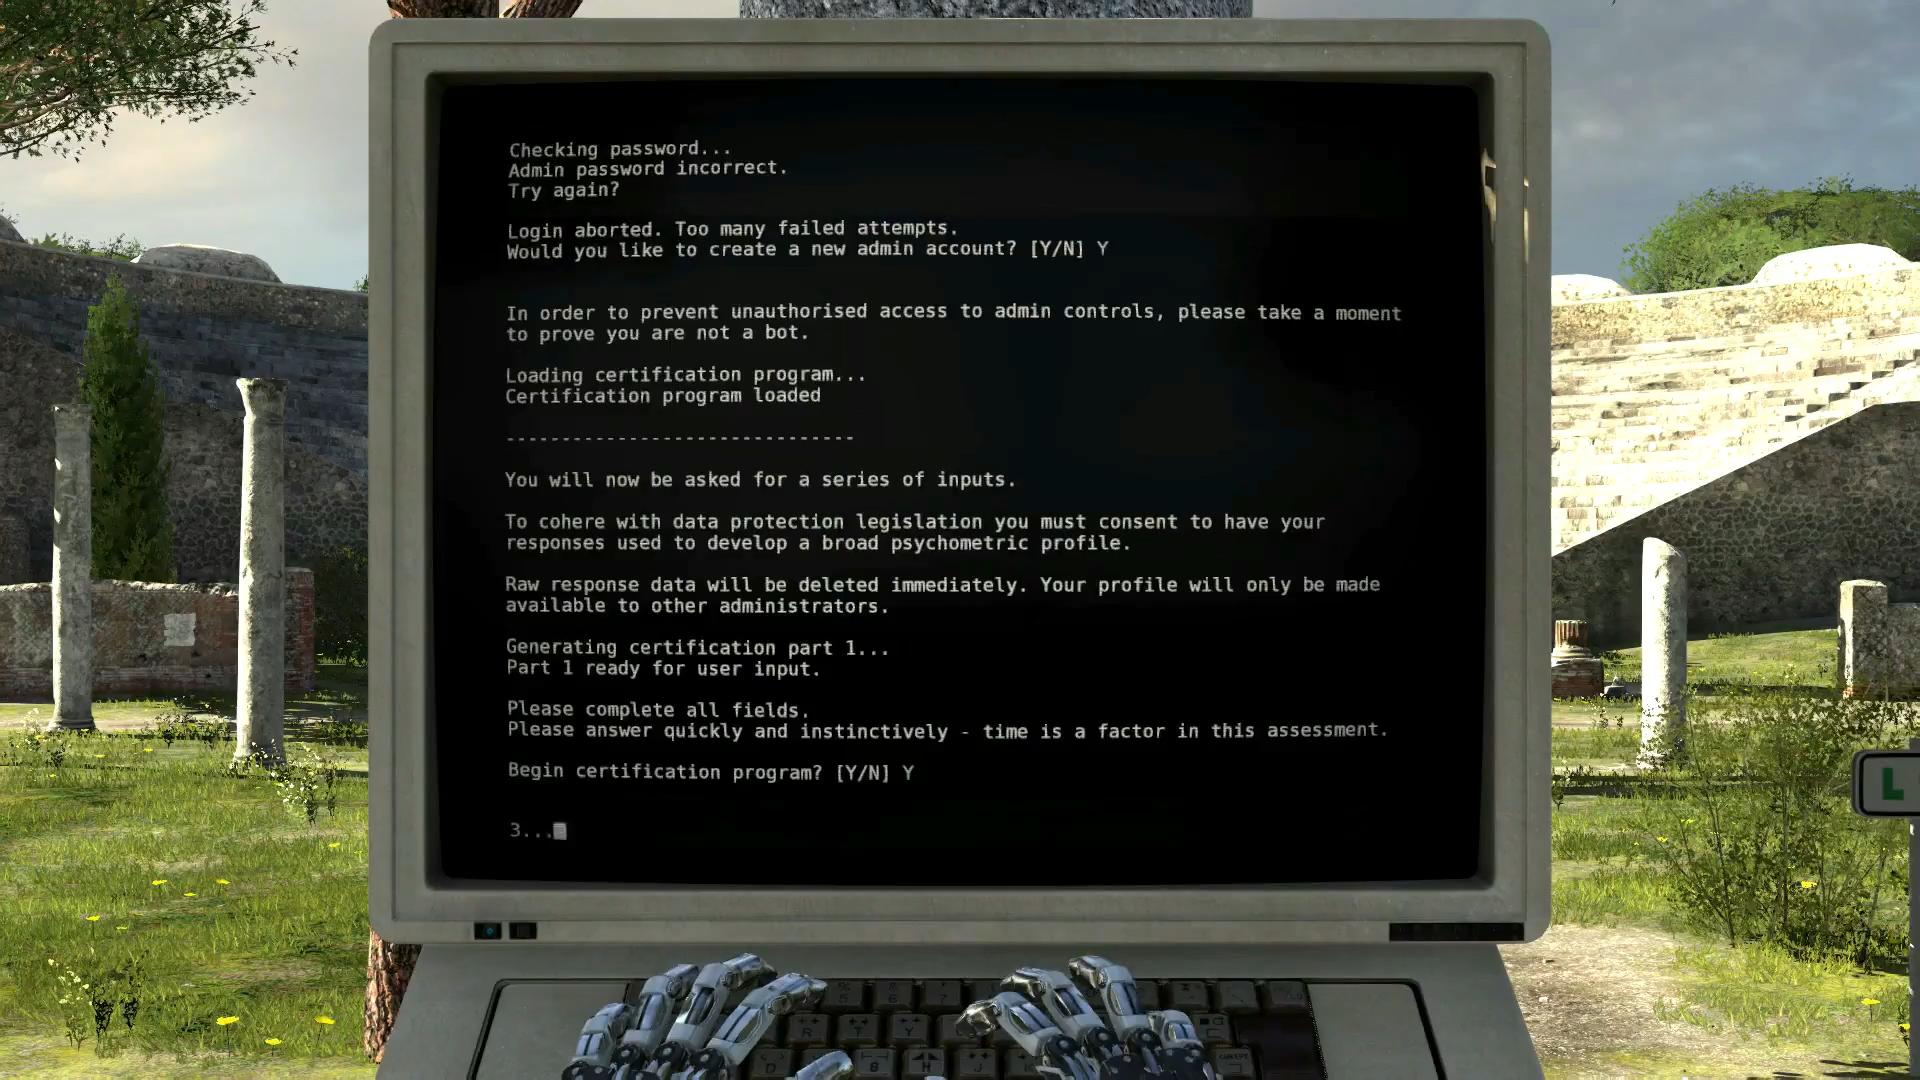 Checking password...
Admin password incorrect.
Try again?
Login aborted. Too many failed attempts.
Would you like to create a new admin account? [Y/N] Y
In order to prevent unauthorised access to admin controls, please take a moment
to prove you are not a bot.
Loading certification program...
Certification program loaded
-------------------------------
You will now be asked for a series of inputs.
To cohere with data protection legislation you must consent to have your
responses used to develop a broad psychometric profile.
Raw response data will be deleted immediately. Your profile will only be made
available to other administrators.
Generating certification part 1...
Part 1 ready for user input.
Please complete all fields.
Please answer quickly and instinctively - time is a factor in this assessment.
Begin certification program? [Y/N] Y
3...
L
5 6 7
R T Y
D H J